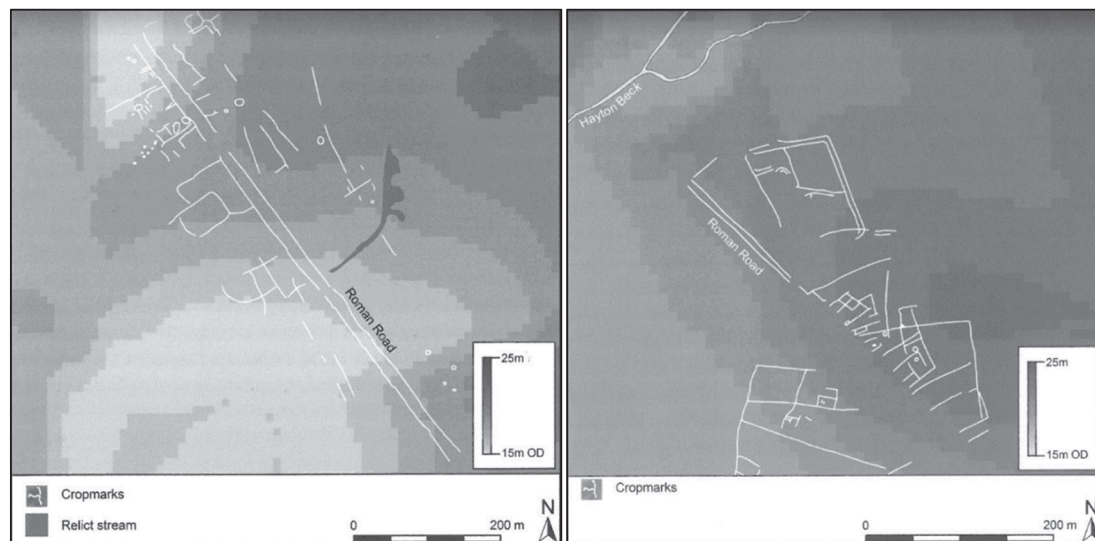 Roman Road
25m
15m OD
Cropmarks
Relict stream
0
200 m
N
Hayton Beck
Roman Road
25m
15m OD
Cropmarks
0
200 m
N